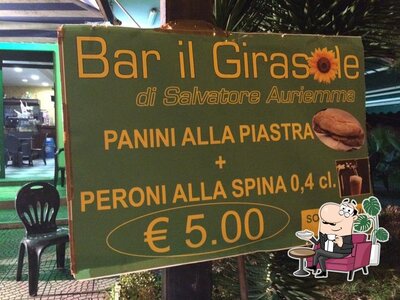 Bar il Girasole
di Salvatore Auriemma
PANINI ALLA PIASTRA
+
PERONI ALLA SPINA 0,4 cl.
€ 5.00